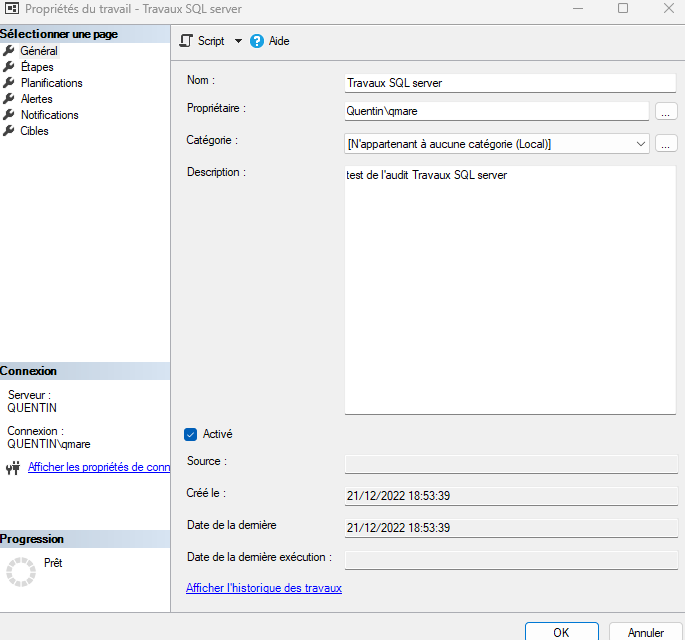 Propriétés du travail - Travaux SQL server
Sélectionner une page
Général
Étapes
Planifications
Alertes
Notifications
Cibles
Script
Aide
Nom :
Travaux SQL server
Propriétaire :
Quentin\qmare
...
Catégorie :
[N'appartenant à aucune catégorie (Local)]
...
Description :
test de l'audit Travaux SQL server
Connexion
Serveur :
QUENTIN
Connexion :
QUENTIN\qmare
Afficher les propriétés de conn
Activé
Source :
Créé le :
21/12/2022 18:53:39
Date de la dernière
21/12/2022 18:53:39
Date de la dernière exécution :
Afficher l'historique des travaux
Progression
Prêt
OK
Annuler